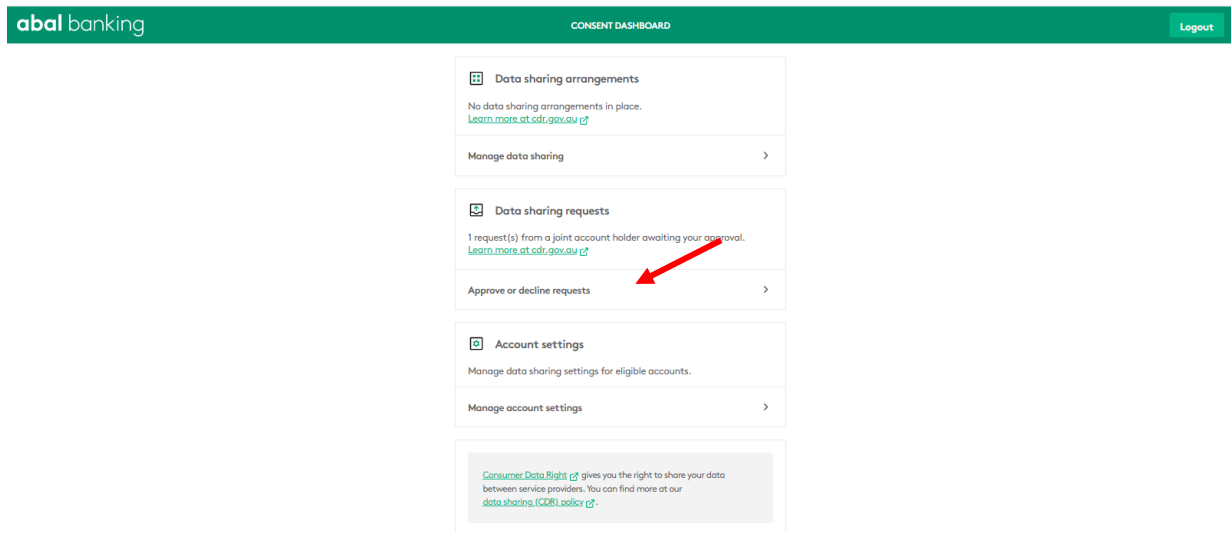 abal banking
CONSENT DASHBOARD
Logout
Data sharing arrangements
No data sharing arrangements in place.
Learn more at cdr.gov.au
Manage data sharing
Data sharing requests
1 request(s) from a joint account holder awaiting your approval.
Learn more at cdr.gov.au
Approve or decline requests
Account settings
Manage data sharing settings for eligible accounts.
Manage account settings
Consumer Data Right gives you the right to share your data
between service providers. You can find more at our
data sharing (CDR) policy .